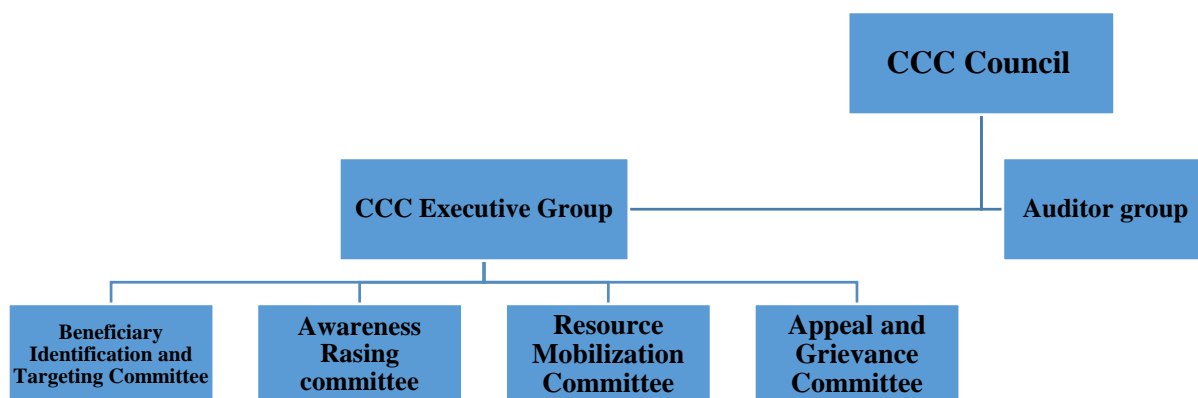 CCC Council
CCC Executive Group
Auditor group
Beneficiary
Identification and
Targeting Committee
Awareness
Rasing
committee
Resource
Mobilization
Committee
Appeal and
Grievance
Committee